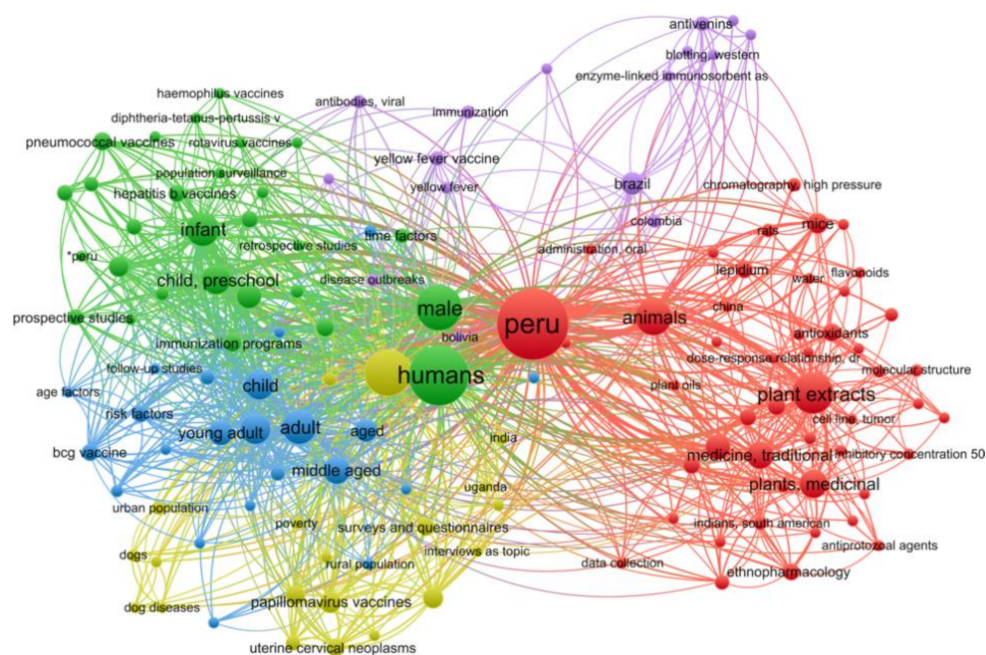 antivenins
blotting, western
enzyme-linked immunosorbent as
haemophilus vaccines
antibodies, viral
immunization
diphtheria-tetanus-pertussis v
pneumococcal vaccines
rotavirus vaccines
yellow fever vaccine
population surveillance
yellow fever
brazil
chromatography, high pressure
hepatitis b vaccines
colombia
mice
infant
rats
time factors
retrospective studies
administration, oral
*peru
lepidium
flavonoids
child, preschool
disease outbreaks
water
china
male
peru
animals
prospective studies
bolivia
antioxidants
immunization programs
dose-response relationship, dr
follow-up studies
molecular structure
humans
child
plant oils
age factors
plant extracts
risk factors
cell line, tumor
young adult
adult
aged
india
bcg vaccine
medicine, traditional
inhibitory concentration 50
middle aged
plants, medicinal
uganda
urban population
poverty
surveys and questionnaires
indians, south american
dogs
interviews as topic
antiprotozoal agents
rural population
data collection
ethnopharmacology
dog diseases
papillomavirus vaccines
uterine cervical neoplasms